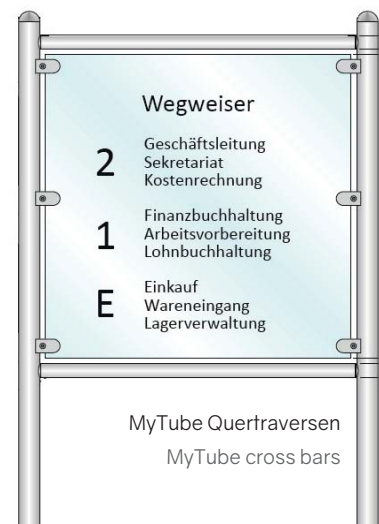 Wegweiser
2
Geschäftsleitung
Sekretariat
Kostenrechnung
1
Finanzbuchhaltung
Arbeitsvorbereitung
Lohnbuchhaltung
E
Einkauf
Wareneingang
Lagerverwaltung
MyTube Quertraversen
MyTube cross bars